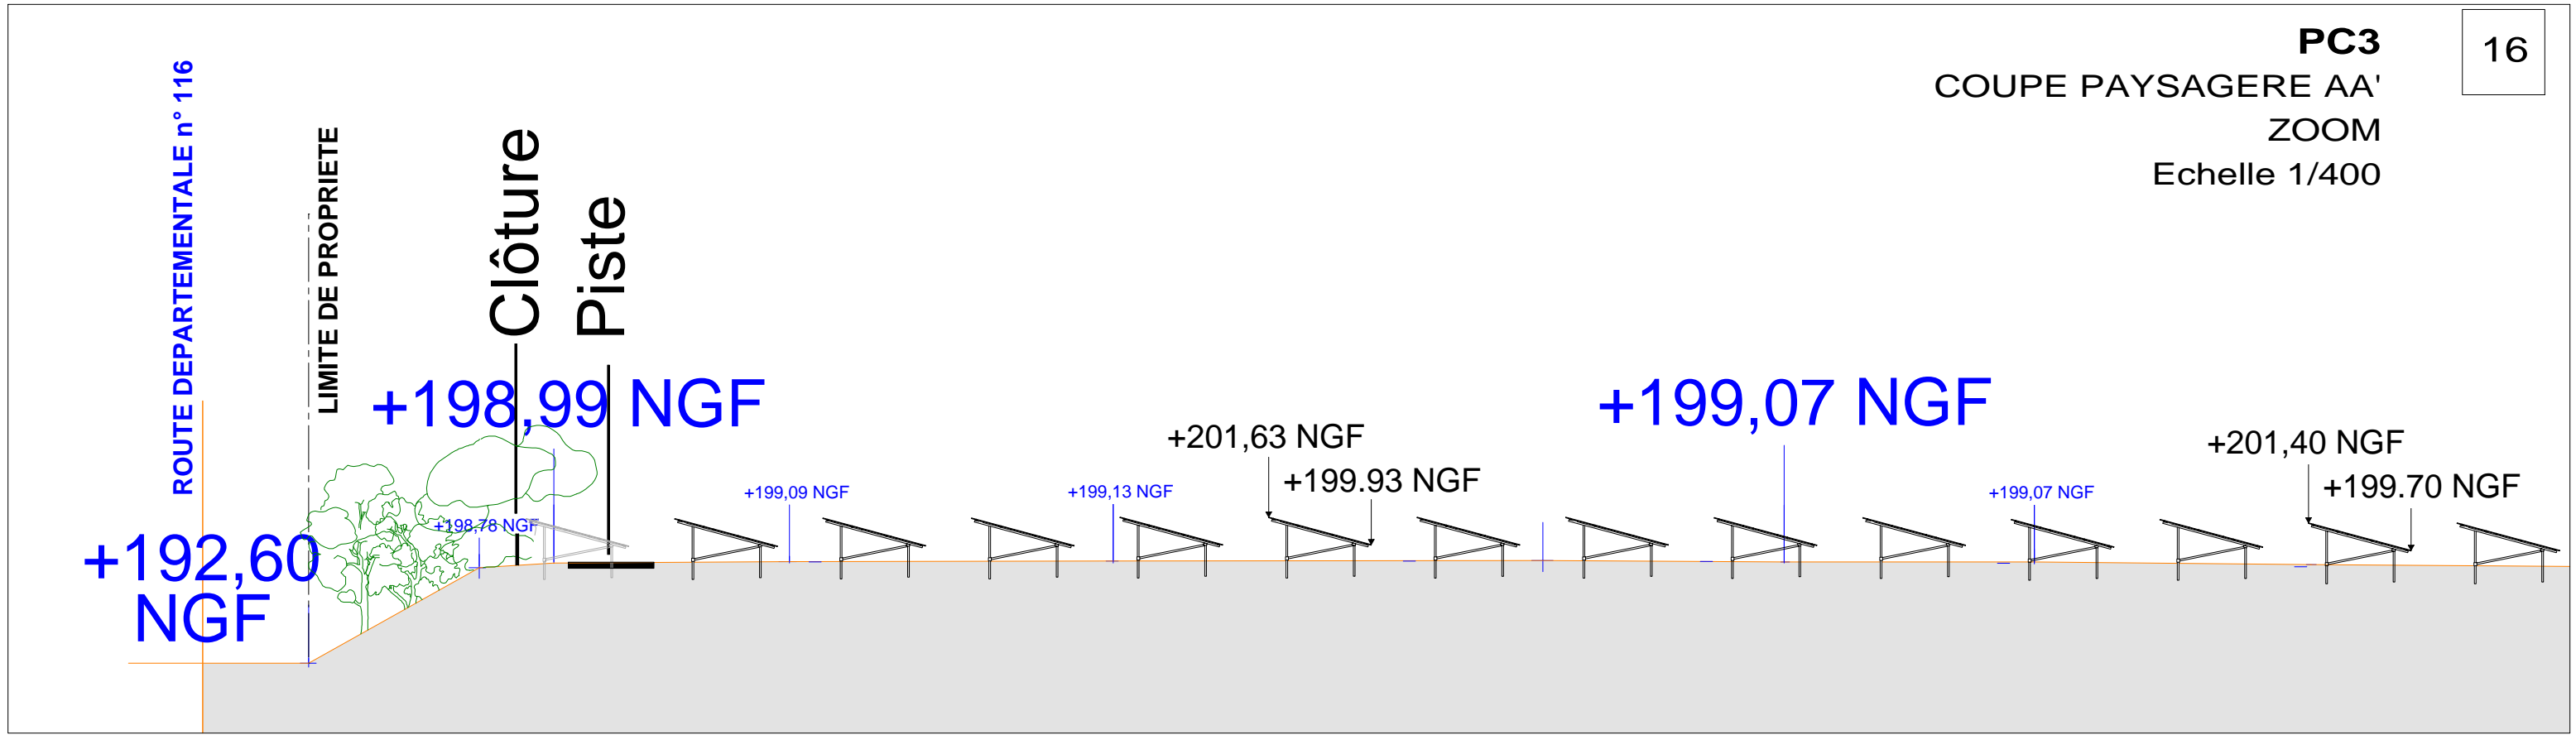 PC3
16
COUPE PAYSAGERE AA'
ZOOM
Echelle 1/400
ROUTE DEPARTEMENTALE n° 116
LIMITE DE PROPRIETE
Clôture
Piste
+198,99 NGF
+199,07 NGF
+201,63 NGF
+199.93 NGF
+201,40 NGF
+199.70 NGF
+199,09 NGF
+199,13 NGF
+199,07 NGF
+198,78 NGF
+192,60
NGF